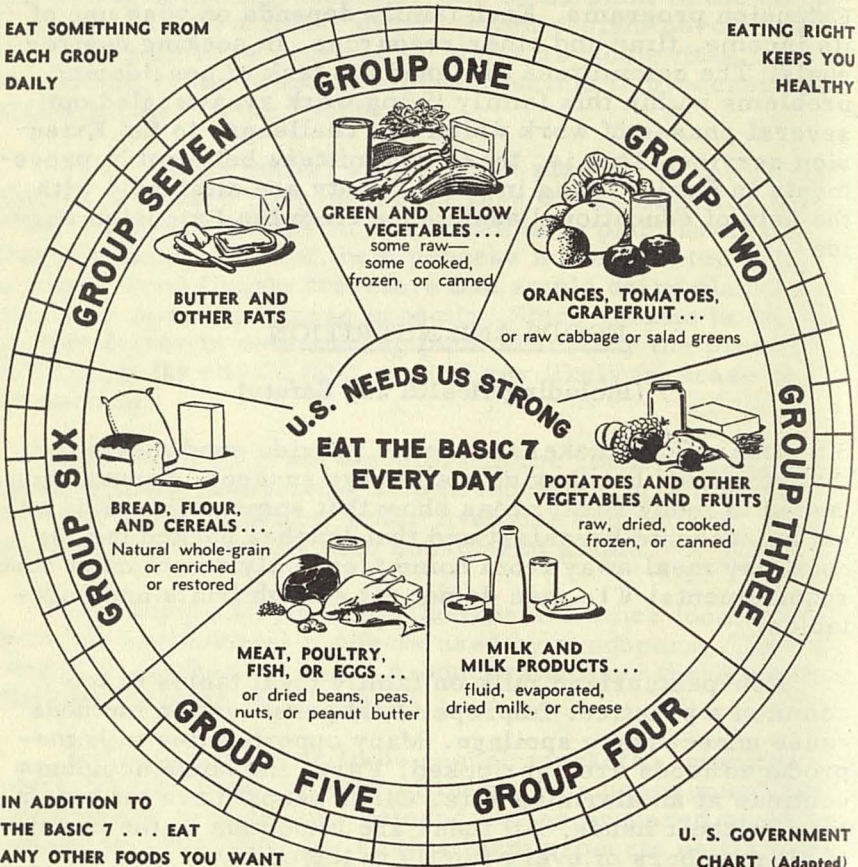 EAT SOMETHING FROM
EACH GROUP
DAILY
EATING RIGHT
KEEPS YOU
HEALTHY
GROUP ONE
GREEN AND YELLOW
VEGETABLES...
some raw—
some cooked,
frozen, or canned
GROUP TWO
ORANGES, TOMATOES,
GRAPEFRUIT...
or raw cabbage or salad greens
GROUP THREE
POTATOES AND OTHER
VEGETABLES AND FRUITS
raw, dried, cooked,
frozen, or canned
GROUP FOUR
MILK AND
MILK PRODUCTS...
fluid, evaporated,
dried milk, or cheese
GROUP FIVE
MEAT, POULTRY,
FISH, OR EGGS...
or dried beans, peas,
nuts, or peanut butter
GROUP SIX
BREAD, FLOUR,
AND CEREALS...
Natural whole-grain
or enriched
or restored
GROUP SEVEN
BUTTER AND
OTHER FATS
U.S. NEEDS US STRONG
EAT THE BASIC 7
EVERY DAY
IN ADDITION TO
THE BASIC 7... EAT
ANY OTHER FOODS YOU WANT
U.S. GOVERNMENT
CHART (Adapted)